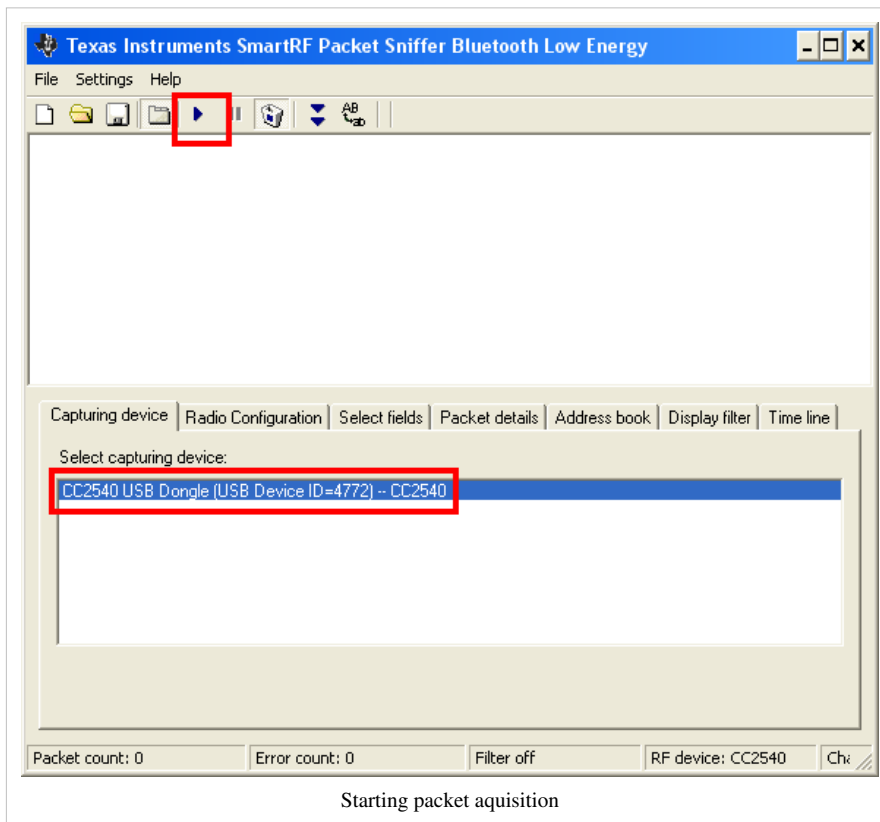 Texas Instruments SmartRF Packet Sniffer Bluetooth Low Energy
File Settings Help
AB
ab
Capturing device Radio Configuration Select fields Packet details Address book Display filter Time line
Select capturing device:
CC2540 USB Dongle (USB Device ID=4772) -- CC2540
Packet count: 0 Error count: 0 Filter off RF device: CC2540
Starting packet aquisition